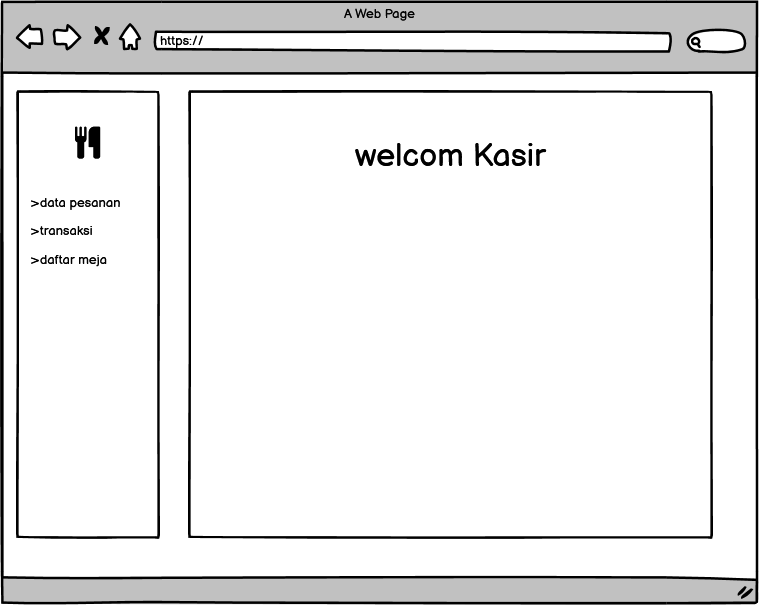 A Web Page
https://
>data pesanan
>transaksi
>daftar meja
welcom Kasir